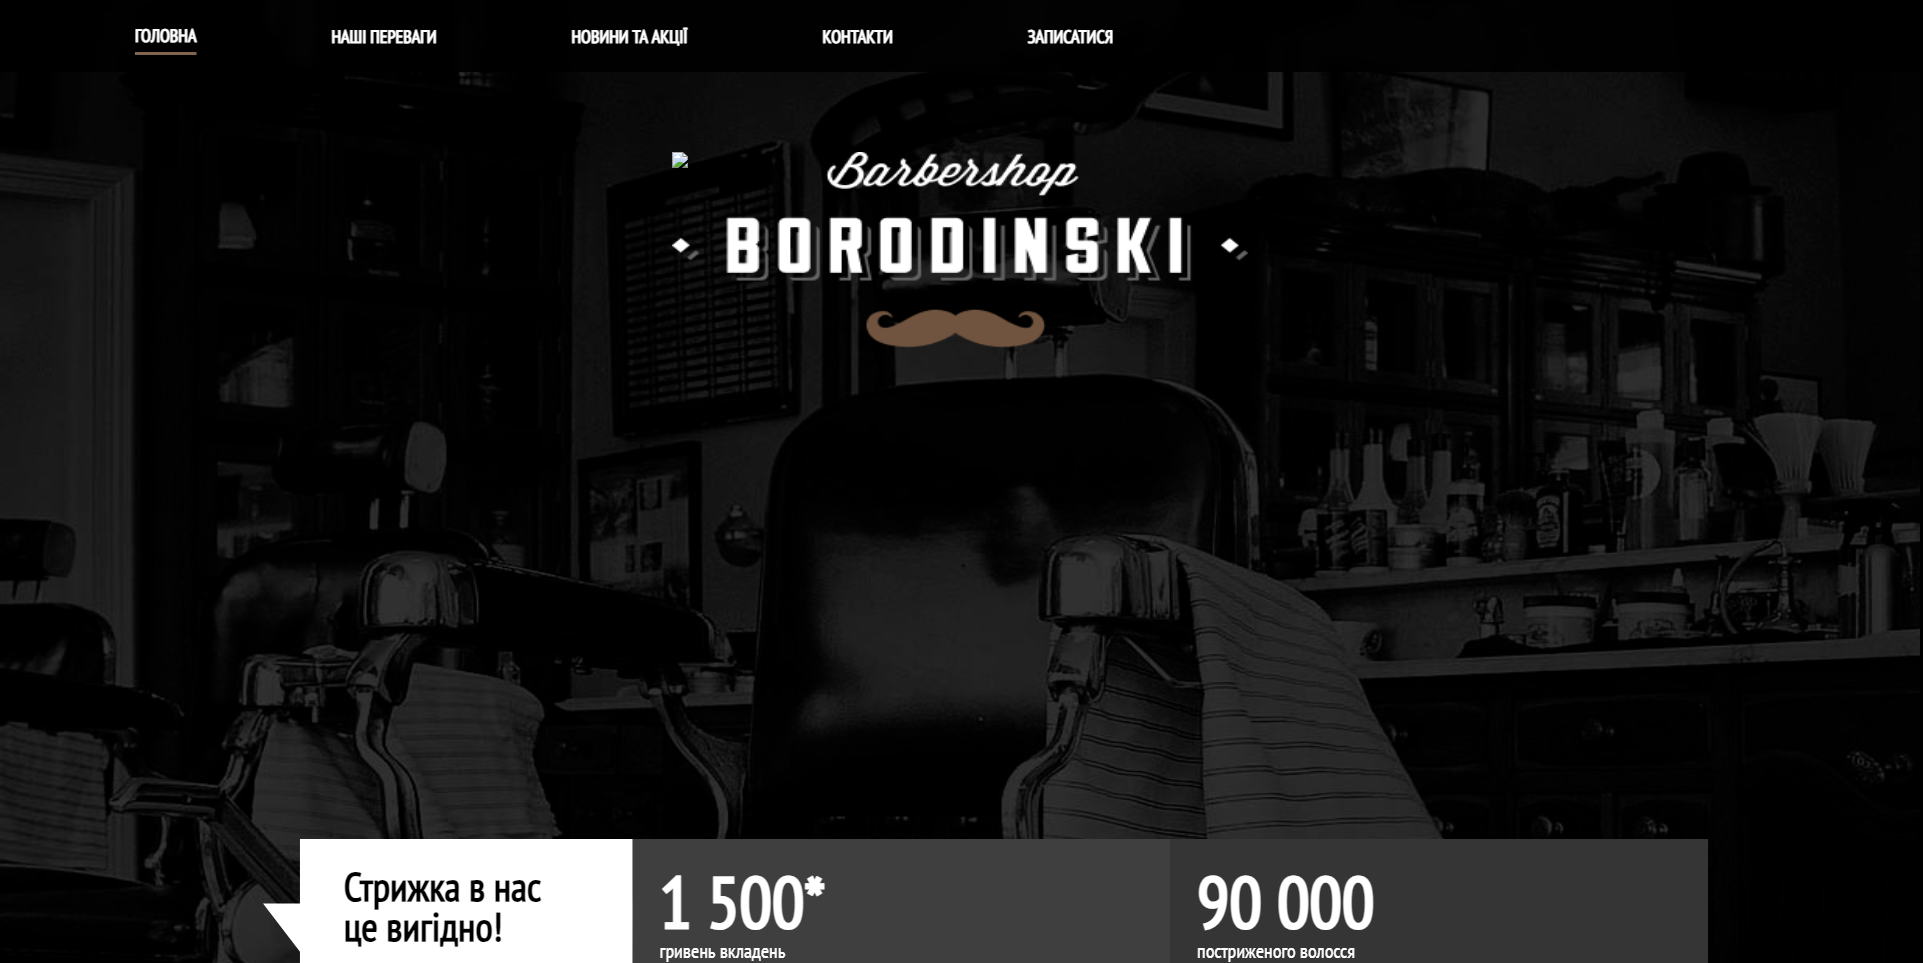 ГОЛОВНА
НАШІ ПЕРЕВАГИ
НОВИНИ ТА АКЦІЇ
КОНТАКТИ
ЗАПИСАТИСЯ
Barbershop
BORODINSKI
Стрижка в нас
це вигідно!
1 500*
гривень вкладень
90 000
постриженого волосся